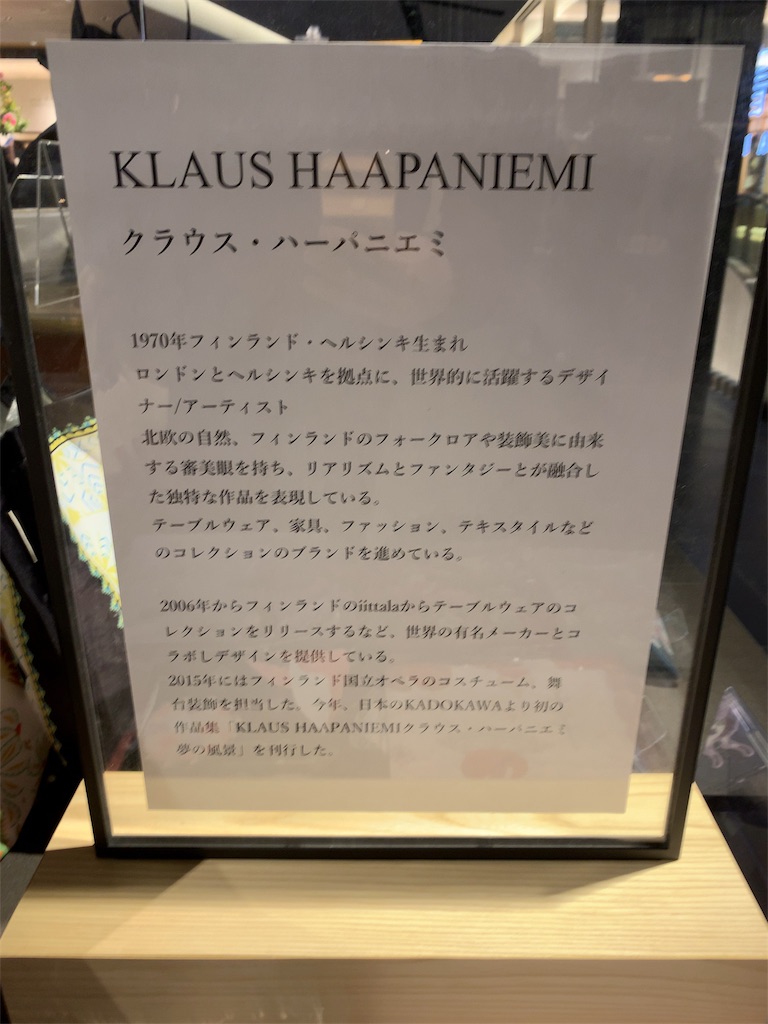 KLAUS HAAPANIEMI
クラウス・ハーパニエミ
1970年フィンランド・ヘルシンキ生まれ
ロンドンとヘルシンキを拠点に、世界的に活躍するデザイ
ナー/アーティスト
北欧の自然、フィンランドのフォークロアや装飾美に由来
する審美眼を持ち、リアリズムとファンタジーとが融合し
た独特な作品を表現している。
テーブルウェア、家具、ファッション、テキスタイルなど
のコレクションのブランドを進めている。
2006年からフィンランドのiittalaからテーブルウェアのコ
レクションをリリースするなど、世界の有名メーカーとコ
ラボしデザインを提供している。
2015年にはフィンランド国立オペラのコスチューム、舞
台装飾を担当した。今年、日本のKADOKAWAより初の
作品集「KLAUS HAAPANIEMIクラウス・ハーパニエミ
夢の風景」を刊行した。